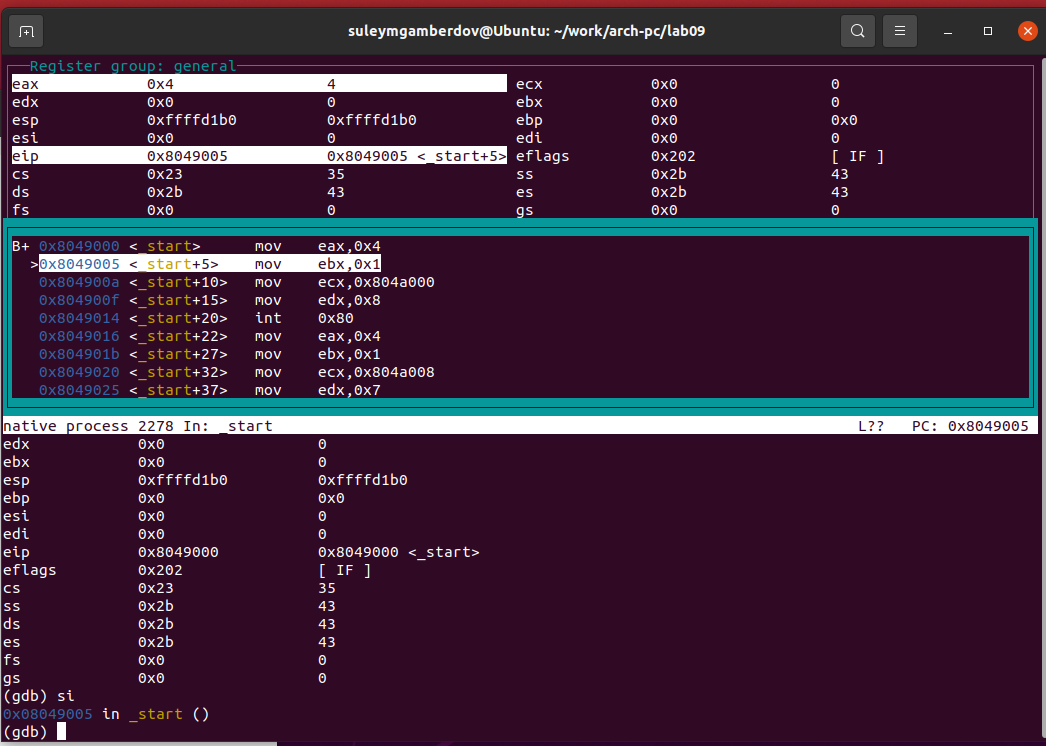 suleymgamberdov@Ubuntu: ~/work/arch-pc/lab09
Register group: general
eax 0x4 4 ecx 0x0 0
edx 0x0 0 ebx 0x0 0
esp 0xffffd1b0 0xffffd1b0 ebp 0x0 0x0
esi 0x0 0 edi 0x0 0
eip 0x8049005 0x8049005 <_start+5> eflags 0x202 [ IF ]
cs 0x23 35 ss 0x2b 43
ds 0x2b 43 es 0x2b 43
fs 0x0 0 gs 0x0 0
B+ 0x8049000 <_start> mov eax,0x4
>0x8049005 <_start+5> mov ebx,0x1
0x804900a <_start+10> mov ecx,0x804a000
0x804900f <_start+15> mov edx,0x8
0x8049014 <_start+20> int 0x80
0x8049016 <_start+22> mov eax,0x4
0x804901b <_start+27> mov ebx,0x1
0x8049020 <_start+32> mov ecx,0x804a008
0x8049025 <_start+37> mov edx,0x7
native process 2278 In: _start L?? PC: 0x8049005
edx 0x0 0
ebx 0x0 0
esp 0xffffd1b0 0xffffd1b0
ebp 0x0 0x0
esi 0x0 0
edi 0x0 0
eip 0x8049000 0x8049000 <_start>
eflags 0x202 [ IF ]
cs 0x23 35
ss 0x2b 43
ds 0x2b 43
es 0x2b 43
fs 0x0 0
gs 0x0 0
(gdb) si
0x08049005 in _start ()
(gdb)